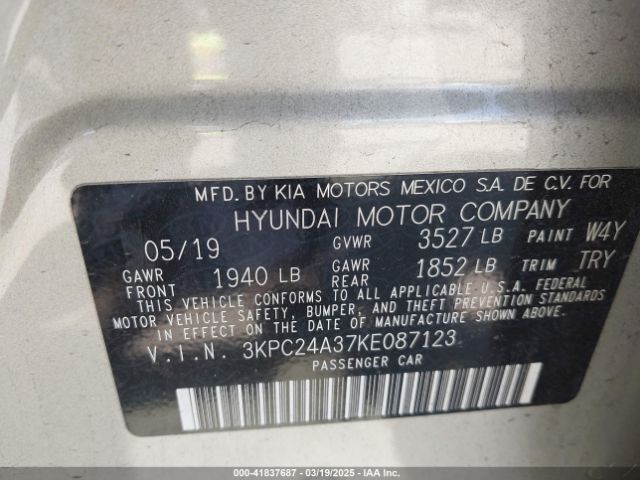 MFD. BY KIA MOTORS MEXICO S.A. DE C.V. FOR
HYUNDAI MOTOR COMPANY
05/19 GVWR 3527 LB PAINT W4Y
GAWR FRONT 1940 LB GAWR REAR 1852 LB TRIM TRY
THIS VEHICLE CONFORMS TO ALL APPLICABLE U.S.A. FEDERAL
MOTOR VEHICLE SAFETY, BUMPER, AND THEFT PREVENTION STANDARDS
IN EFFECT ON THE DATE OF MANUFACTURE SHOWN ABOVE.
V.I.N. 3KPC24A37KE087123
PASSENGER CAR
000-41837687 - 03/19/2025 - IAA Inc.